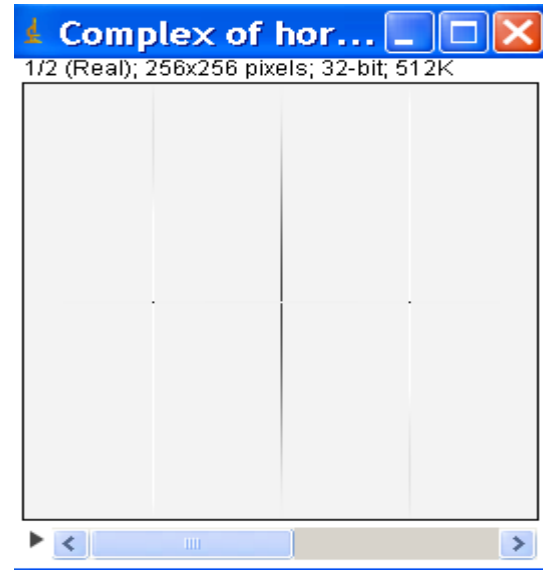 Complex of hor...
1/2 (Real); 256x256 pixels; 32-bit; 512K